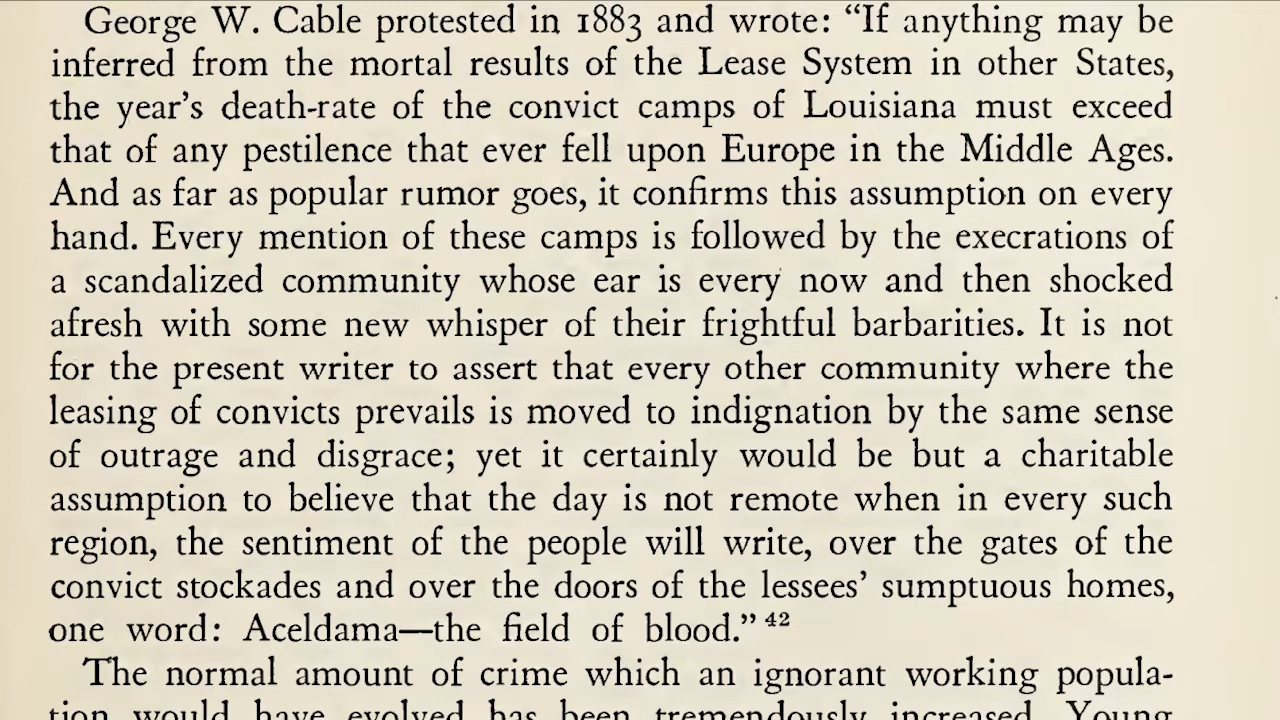 George W. Cable protested in 1883 and wrote: “If anything may be
inferred from the mortal results of the Lease System in other States,
the year’s death-rate of the convict camps of Louisiana must exceed
that of any pestilence that ever fell upon Europe in the Middle Ages.
And as far as popular rumor goes, it confirms this assumption on every
hand. Every mention of these camps is followed by the execrations of
a scandalized community whose ear is every now and then shocked
afresh with some new whisper of their frightful barbarities. It is not
for the present writer to assert that every other community where the
leasing of convicts prevails is moved to indignation by the same sense
of outrage and disgrace; yet it certainly would be but a charitable
assumption to believe that the day is not remote when in every such
region, the sentiment of the people will write, over the gates of the
convict stockades and over the doors of the lessees’ sumptuous homes,
one word: Aceldama—the field of blood.” 42
The normal amount of crime which an ignorant working popula-
tion would have evolved has been tremendously increased. Young